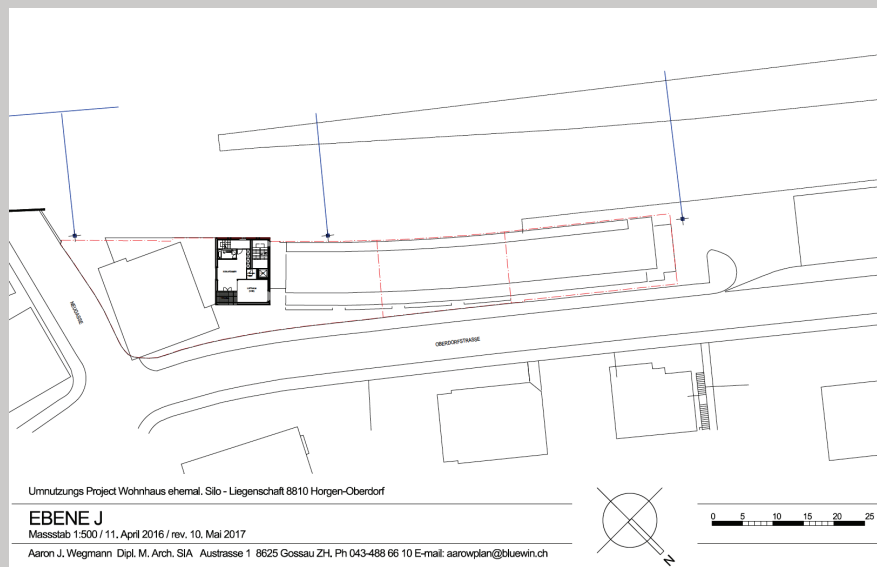 NEUGASSE
OBERDORFSTRASSE
Umnutzungs Project Wohnhaus ehemal. Silo - Liegenschaft 8810 Horgen-Oberdorf
EBENE J
Massstab 1:500 / 11. April 2016 / rev. 10. Mai 2017
Aaron J. Wegmann Dipl. M. Arch. SIA Austrasse 1 8625 Gossau ZH. Ph 043-488 66 10 E-mail: aarowplan@bluewin.ch
N
0 5 10 15 20 25